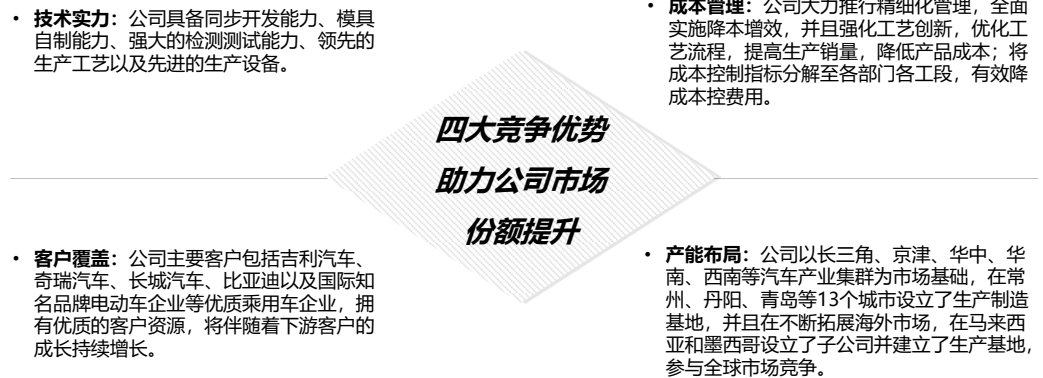 • 技术实力：公司具备同步开发能力、模具
自制能力、强大的检测测试能力、领先的
生产工艺以及先进的生产设备。
• 成本管理：公司大力推行精细化管理，全面
实施降本增效，并且强化工艺创新，优化工
艺流程，提高生产销量，降低产品成本；将
成本控制指标分解至各部门各工段，有效降
成本控费用。
四大竞争优势
助力公司市场
份额提升
• 客户覆盖：公司主要客户包括吉利汽车、
奇瑞汽车、长城汽车、比亚迪以及国际知
名品牌电动车企业等优质乘用车企业，拥
有优质的客户资源，将伴随着下游客户的
成长持续增长。
• 产能布局：公司以长三角、京津、华中、华
南、西南等汽车产业集群为市场基础，在常
州、丹阳、青岛等13个城市设立了生产制造
基地，并且在不断拓展海外市场，在马来西
亚和墨西哥设立了子公司并建立了生产基地，
参与全球市场竞争。